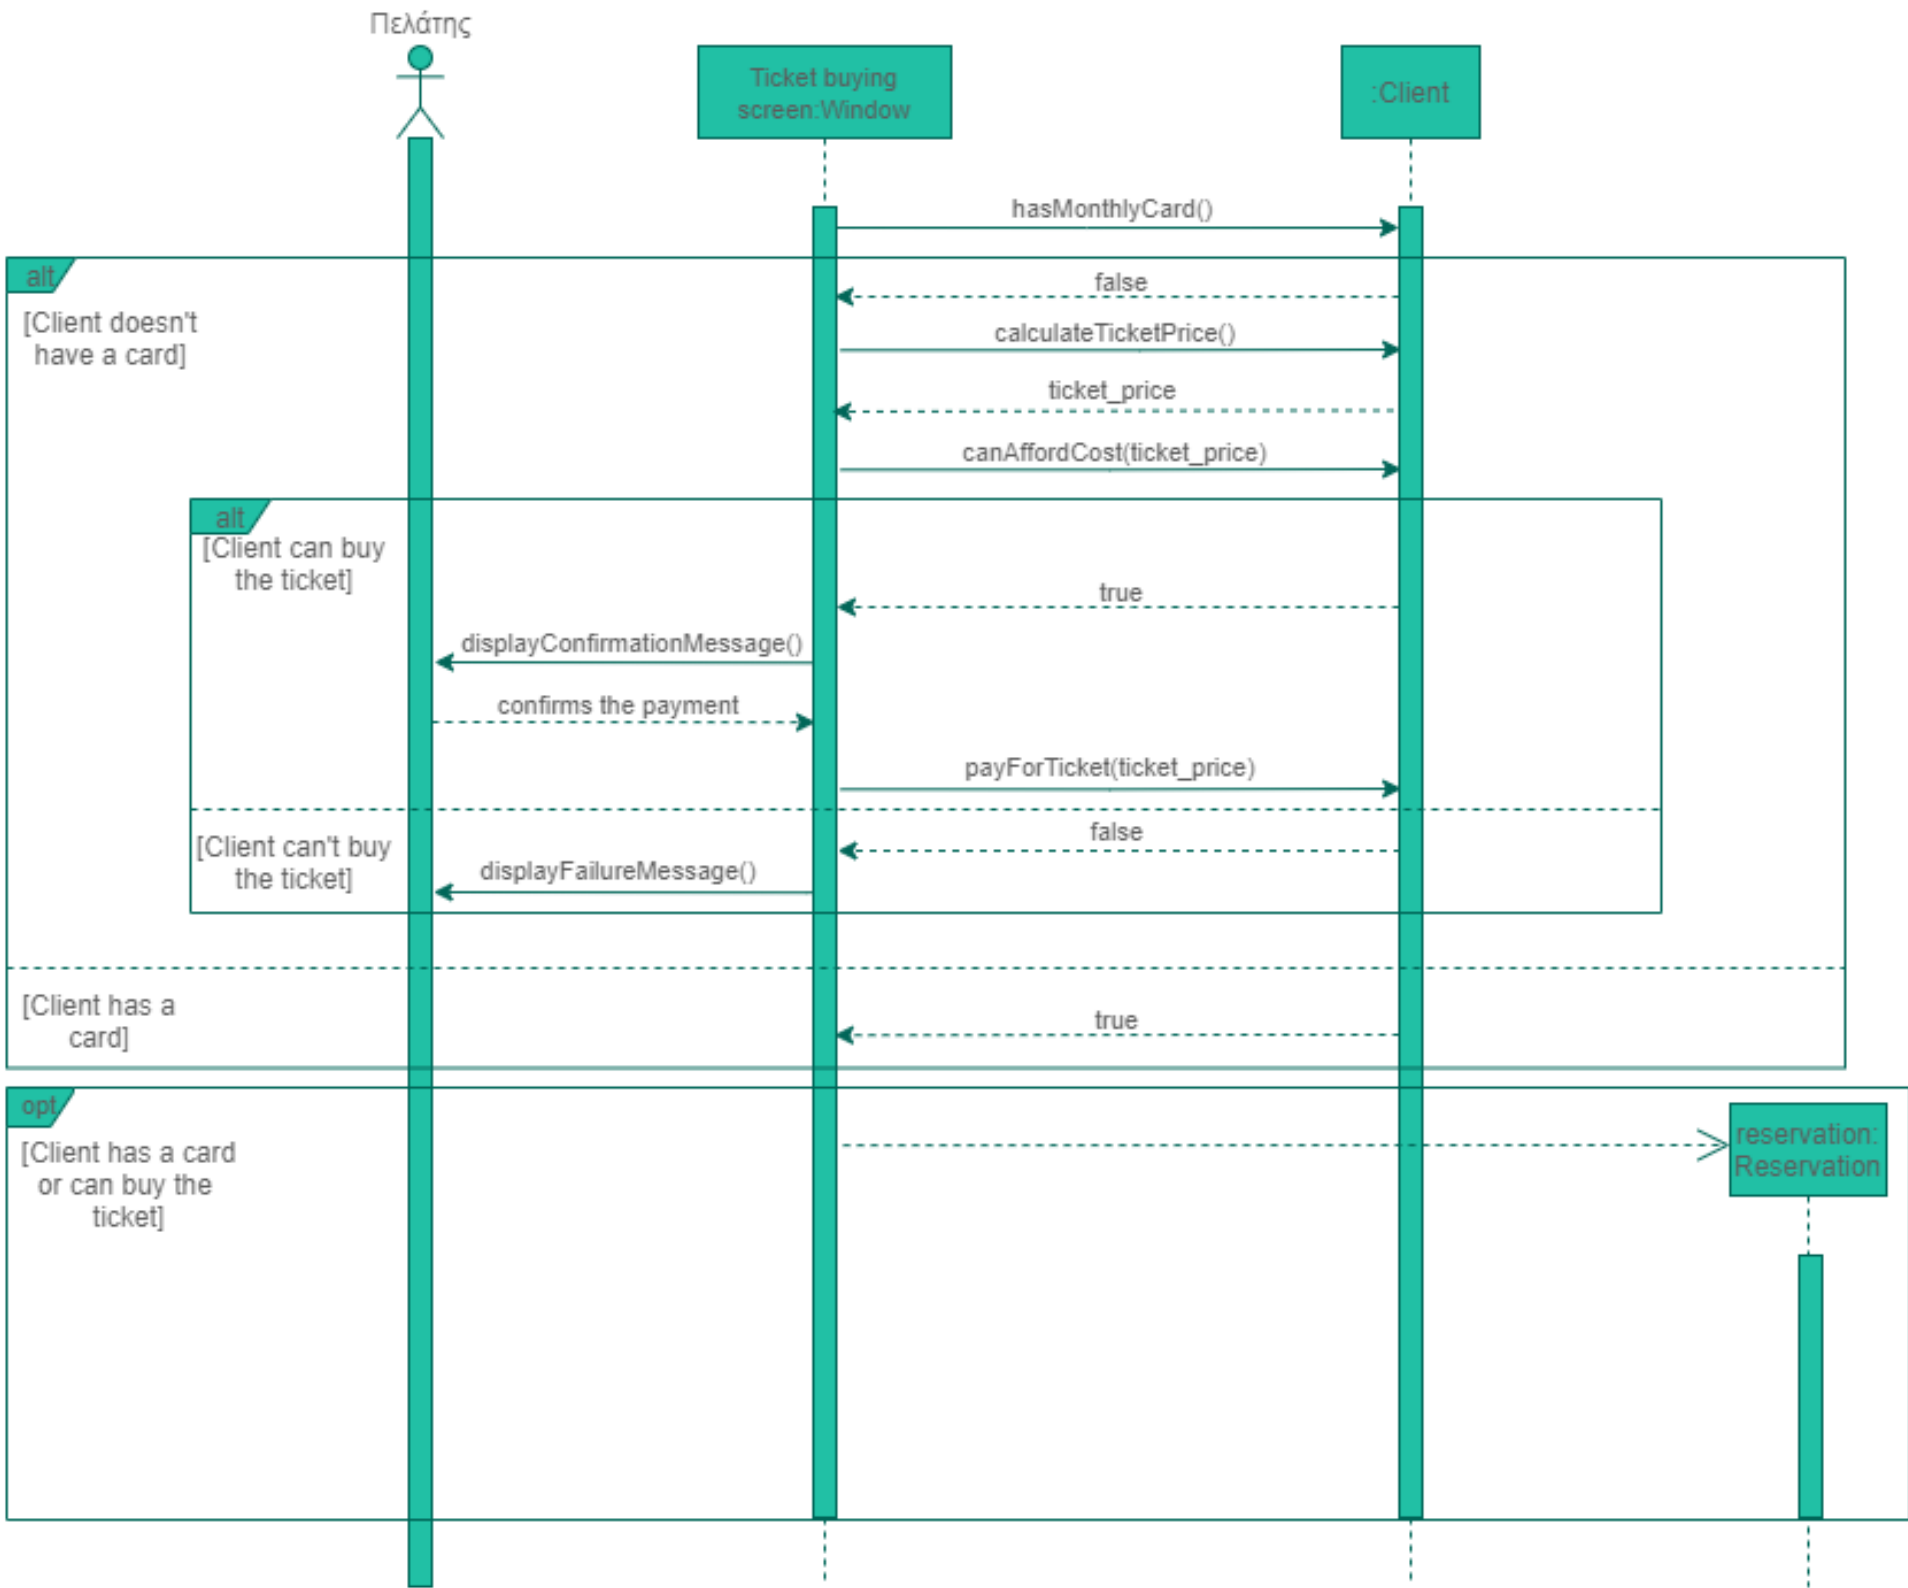 Πελάτης
Ticket buying
screen:Window
:Client
hasMonthlyCard()
alt
false
[Client doesn't
have a card]
calculateTicketPrice()
ticket_price
canAffordCost(ticket_price)
alt
[Client can buy
the ticket]
true
displayConfirmationMessage()
confirms the payment
payForTicket(ticket_price)
[Client can't buy
the ticket]
false
displayFailureMessage()
[Client has a
card]
true
opt
[Client has a card
or can buy the
ticket]
reservation:
Reservation